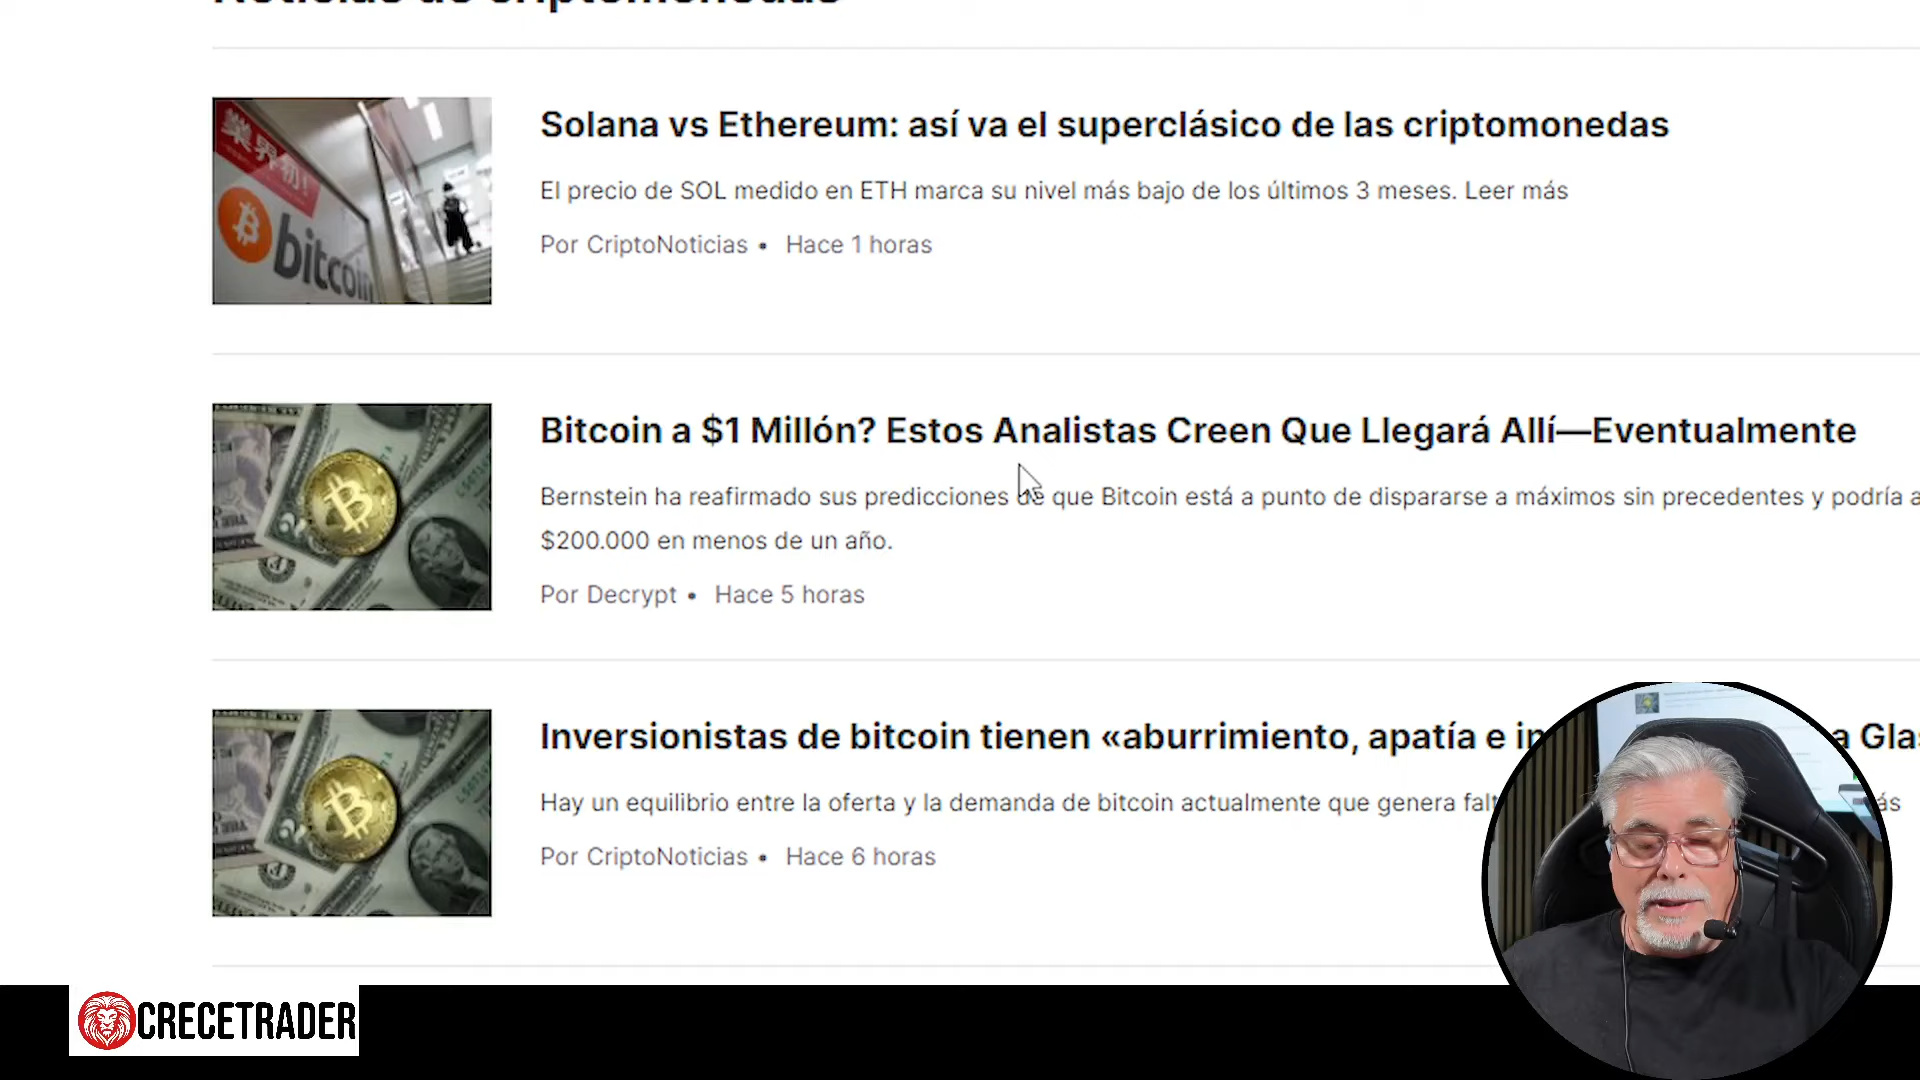 Noticias de criptomonedas
Solana vs Ethereum: así va el superclásico de las criptomonedas
El precio de SOL medido en ETH marca su nivel más bajo de los últimos 3 meses. Leer más
Por CriptoNoticias • Hace 1 horas
業界初!
bitcoin
Bitcoin a $1 Millón? Estos Analistas Creen Que Llegará Allí—Eventualmente
Bernstein ha reafirmado sus predicciones de que Bitcoin está a punto de dispararse a máximos sin precedentes y podría a
$200.000 en menos de un año.
Por Decrypt • Hace 5 horas
Inversionistas de bitcoin tienen «aburrimiento, apatía e in
Hay un equilibrio entre la oferta y la demanda de bitcoin actualmente que genera falt
Por CriptoNoticias • Hace 6 horas
CRECETRADER